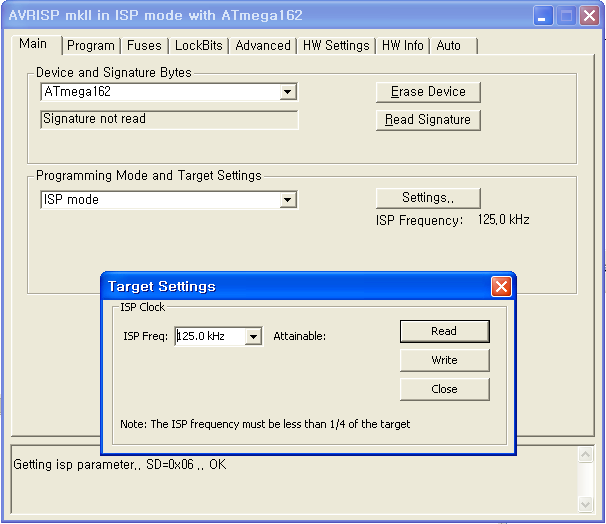 AVRISP mkII in ISP mode with ATmega162
Main Program Fuses LockBits Advanced HW Settings HW Info Auto
Device and Signature Bytes
ATmega162
Erase Device
Signature not read
Read Signature
Programming Mode and Target Settings
ISP mode
Settings..
ISP Frequency: 125.0 kHz
Target Settings
ISP Clock
ISP Freq: 125.0 kHz Attainable:
Read
Write
Close
Note: The ISP frequency must be less than 1/4 of the target
Getting isp parameter.. SD=0x06 .. OK